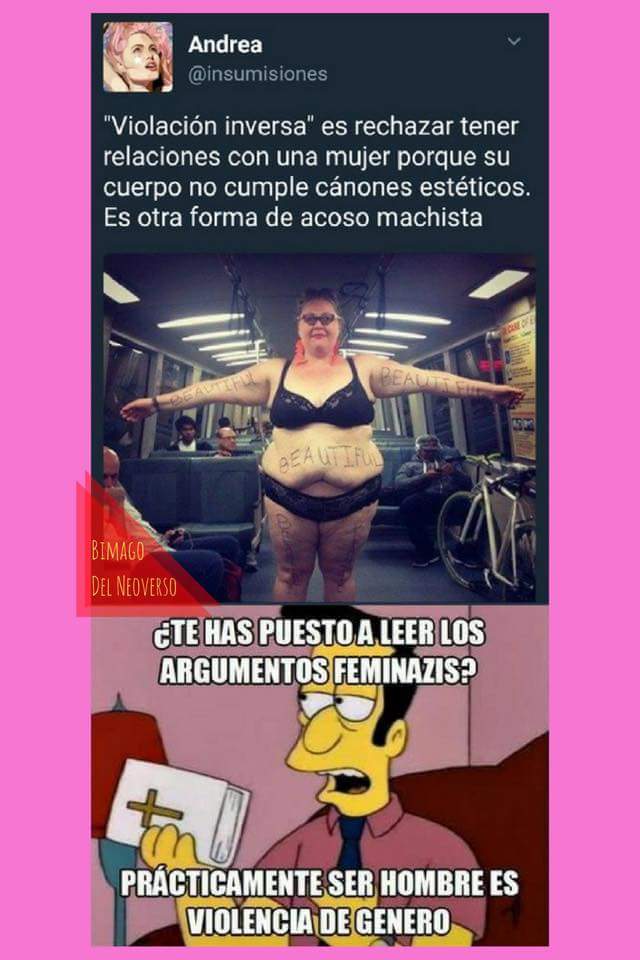 Andrea
@insumisiones
"Violación inversa" es rechazar tener
relaciones con una mujer porque su
cuerpo no cumple cánones estéticos.
Es otra forma de acoso machista
BEAUTIFUL
BEAUTIFUL
BEAUTIFUL
BIMAGO
DEL NEOVERSO
¿TE HAS PUESTO A LEER LOS
ARGUMENTOS FEMINAZIS?
PRÁCTICAMENTE SER HOMBRE ES
VIOLENCIA DE GENERO